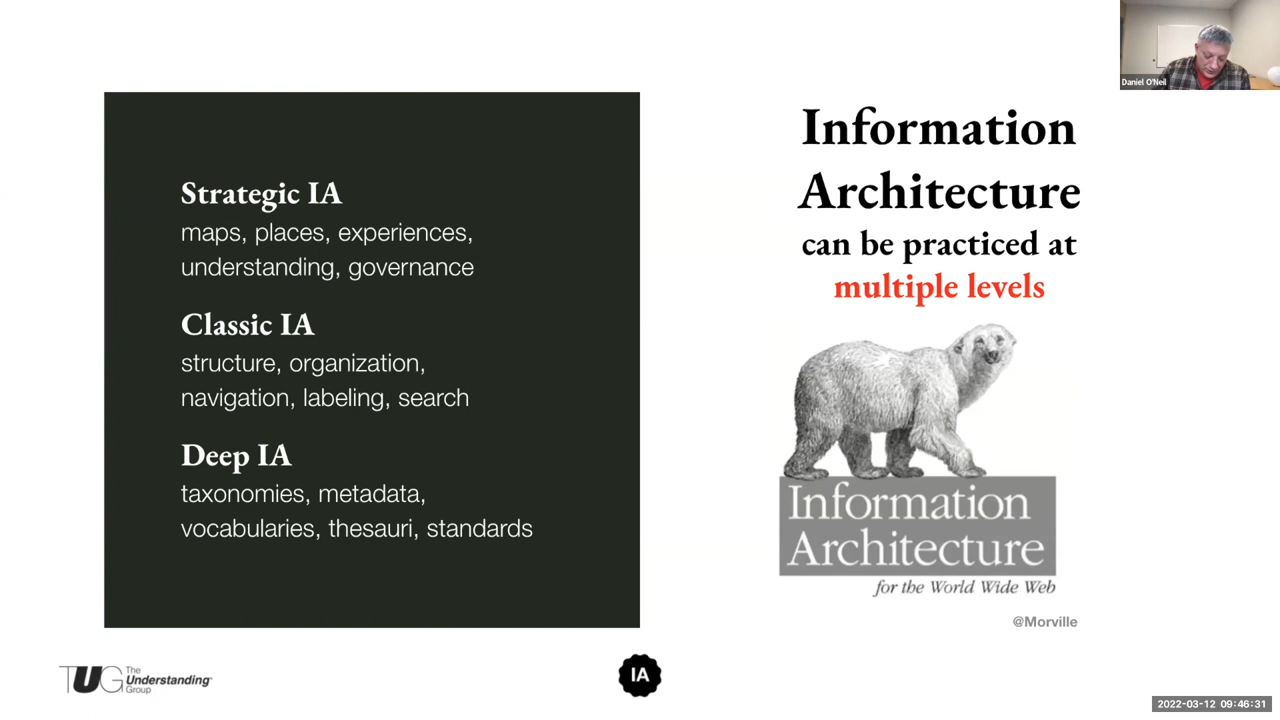 Daniel O'Neil
Strategic IA
maps, places, experiences,
understanding, governance
Classic IA
structure, organization,
navigation, labeling, search
Deep IA
taxonomies, metadata,
vocabularies, thesauri, standards
Information
Architecture
can be practiced at
multiple levels
Information
Architecture
for the World Wide Web
@Morville
TUG
The
Understanding
Group
IA
2022-03-12 09:46:31